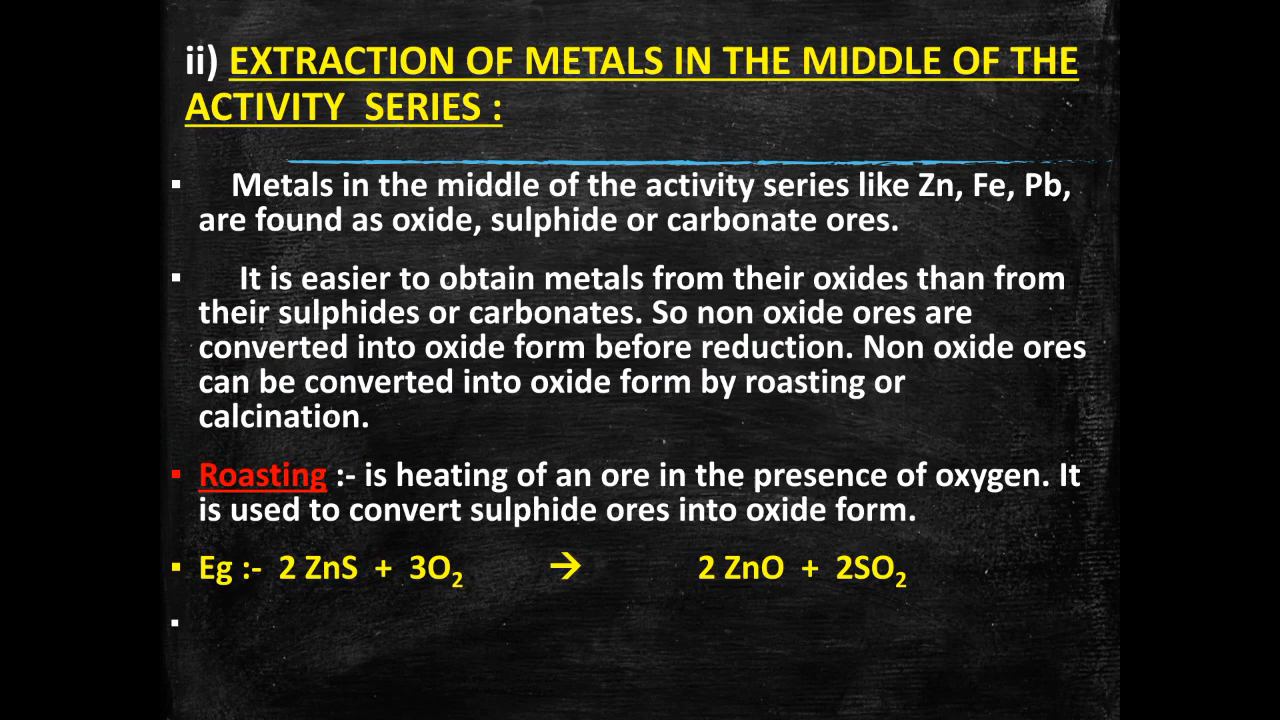 ii) EXTRACTION OF METALS IN THE MIDDLE OF THE
ACTIVITY SERIES :
▪ Metals in the middle of the activity series like Zn, Fe, Pb,
are found as oxide, sulphide or carbonate ores.
▪ It is easier to obtain metals from their oxides than from
their sulphides or carbonates. So non oxide ores are
converted into oxide form before reduction. Non oxide ores
can be converted into oxide form by roasting or
calcination.
▪ Roasting :- is heating of an ore in the presence of oxygen. It
is used to convert sulphide ores into oxide form.
▪ Eg :- 2 ZnS + 3O₂ → 2 ZnO + 2SO₂
▪